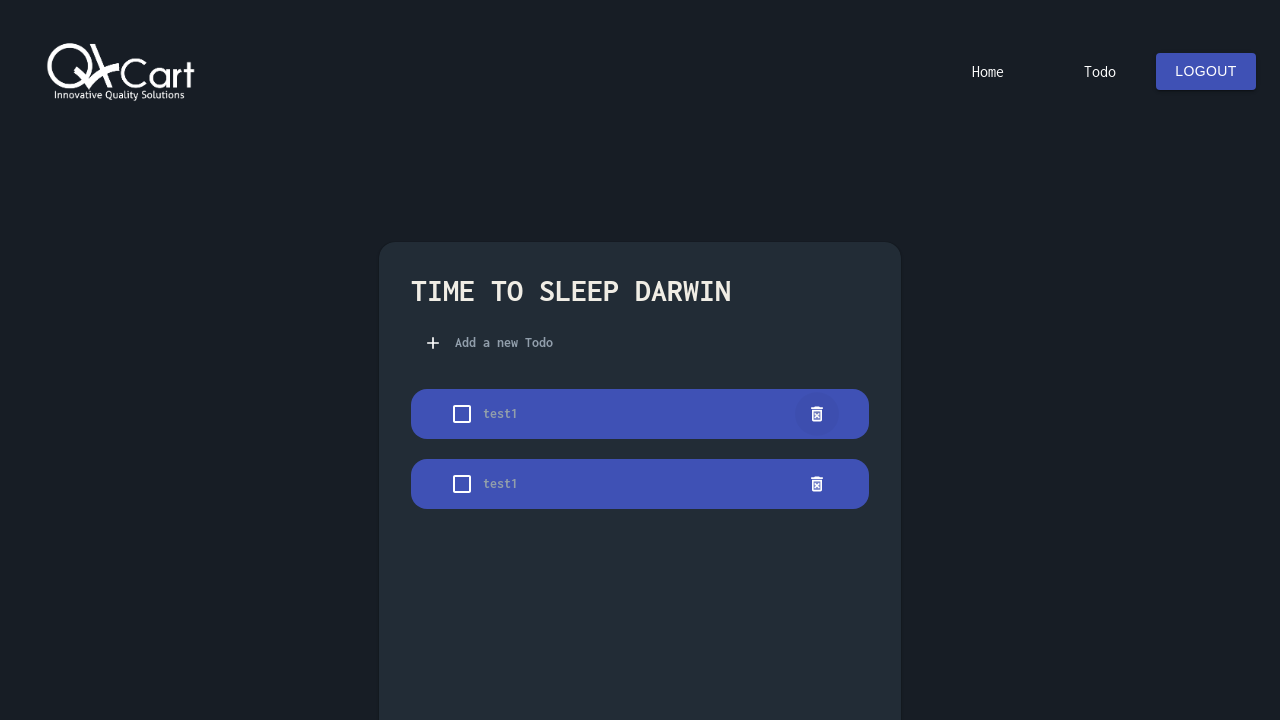 QACart
Innovative Quality Solutions
Home
Todo
LOGOUT
TIME TO SLEEP DARWIN
Add a new Todo
test1
test1